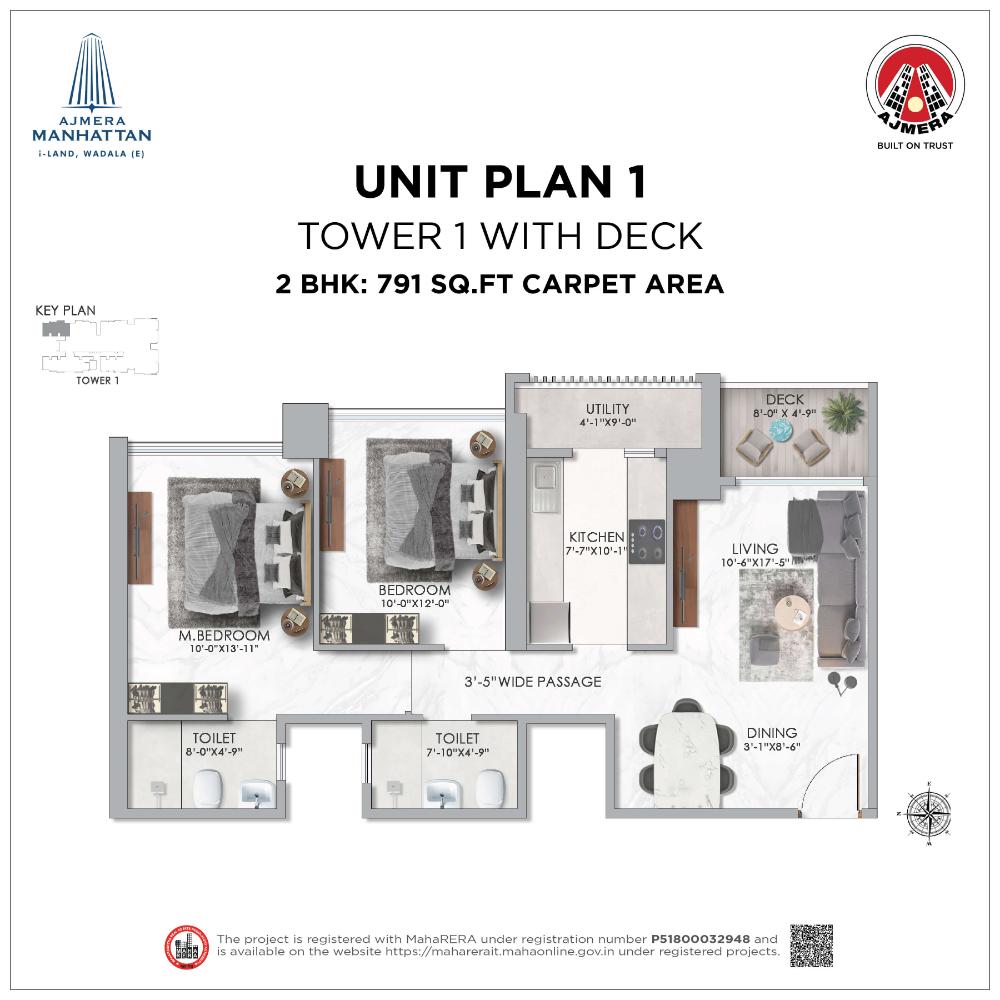 AJMERA
MANHATTAN
i-LAND, WADALA (E)
AJMERA
BUILT ON TRUST
UNIT PLAN 1
TOWER 1 WITH DECK
2 BHK: 791 SQ.FT CARPET AREA
KEY PLAN
TOWER 1
UTILITY
4'-1"X9'-0"
DECK
8'-0" X 4'-9"
KITCHEN
7'-7"X10'-1"
LIVING
10'-6"X17'-5"
BEDROOM
10'-0"X12'-0"
M.BEDROOM
10'-0"X13'-11"
3'-5"WIDE PASSAGE
TOILET
8'-0"X4'-9"
TOILET
7'-10"X4'-9"
DINING
3'-1"X8'-6"
E
N
S
W
The project is registered with MahaRERA under registration number P51800032948 and
is available on the website https://maharerait.mahaonline.gov.in under registered projects.